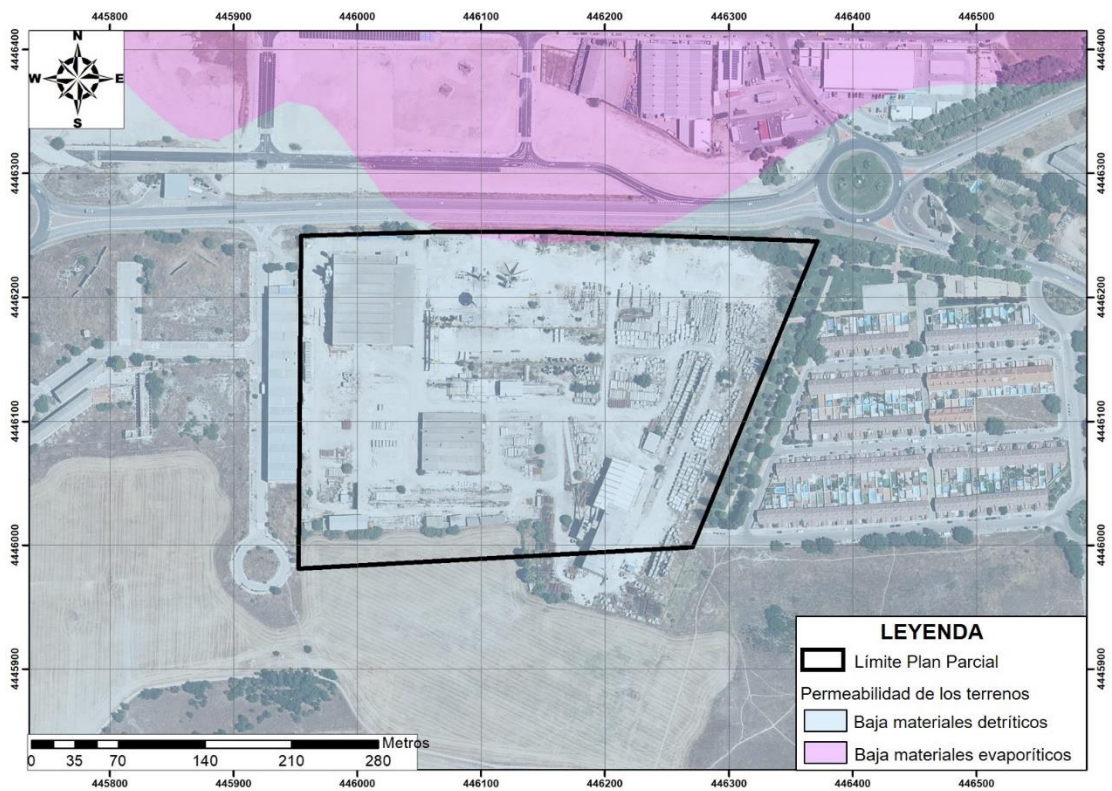 445800 445900 446000 446100 446200 446300 446400 446500
N
W E
S
4446400 4446400
4446300 4446300
4446200 4446200
4446100 4446100
4446000 4446000
4445900 4445900
LEYENDA
Límite Plan Parcial
Permeabilidad de los terrenos
Baja materiales detríticos
Baja materiales evaporíticos
Metros
0 35 70 140 210 280
445800 445900 446000 446100 446200 446300 446400 446500